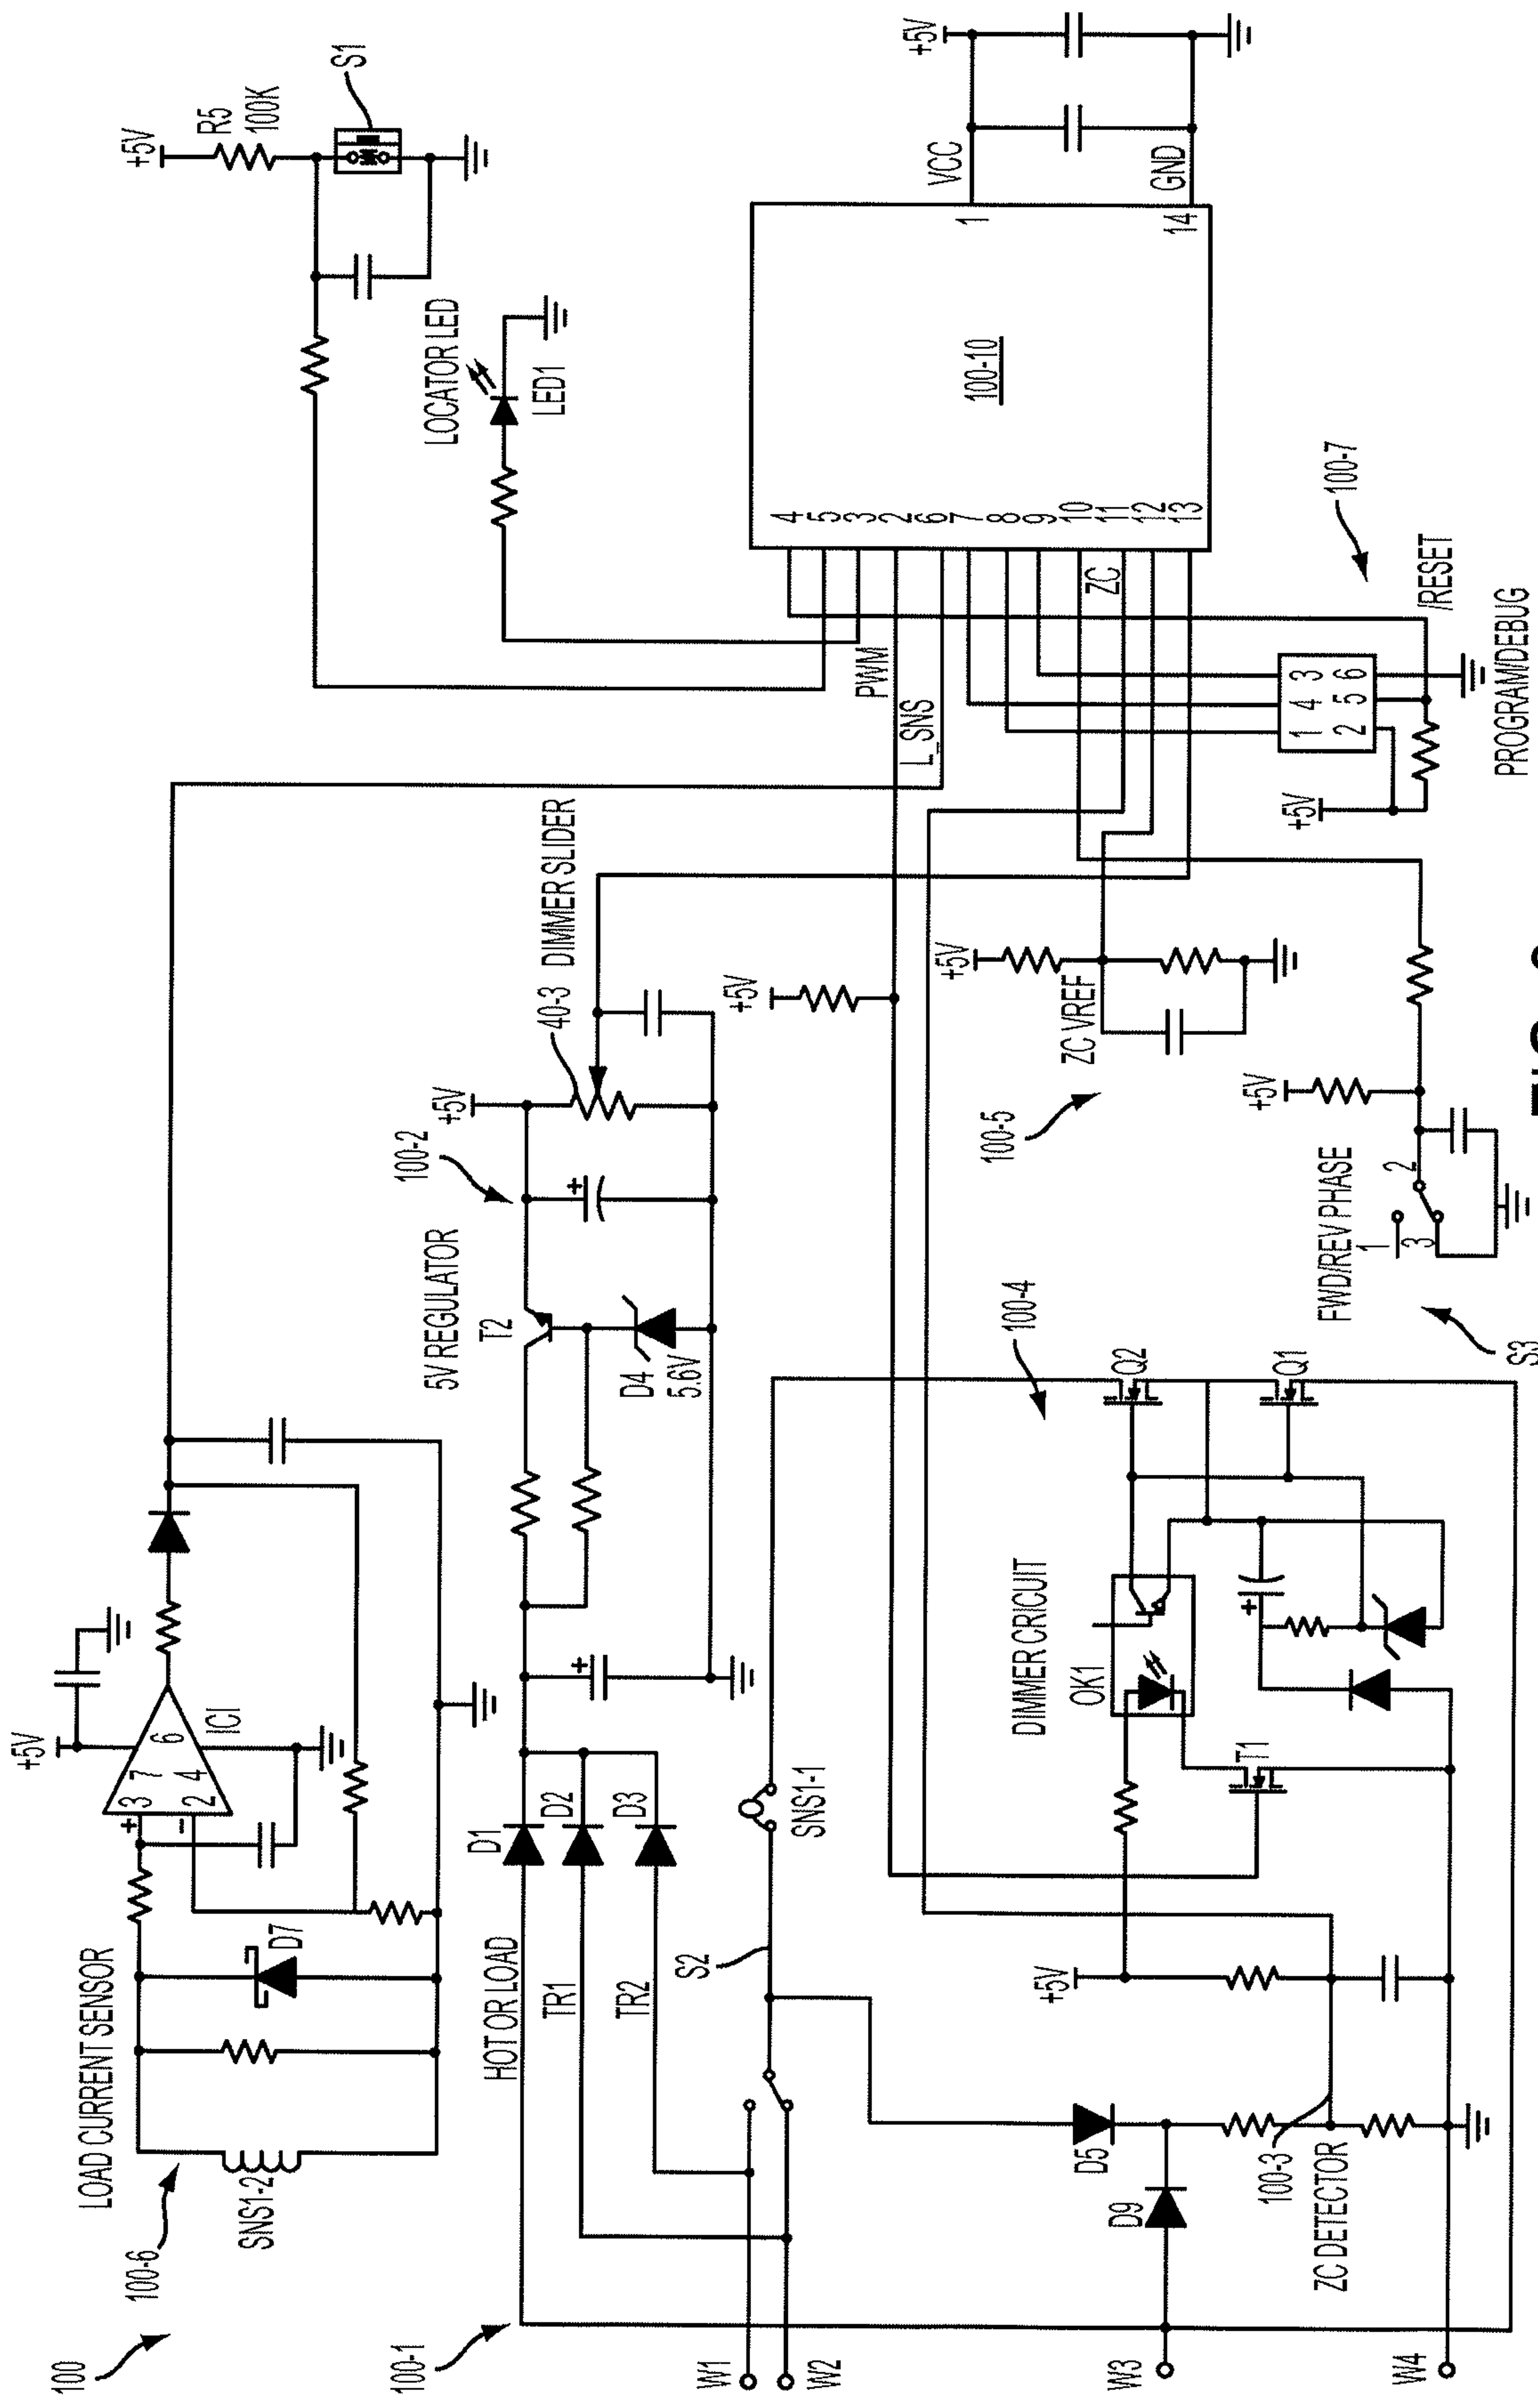 100
100-6
LOAD CURRENT SENSOR
SNS1-2
D7
+5V
3
7
2
4
6
ICI
+
-
100-1
HOT OR LOAD
TR1
TR2
D1
D2
D3
5V REGULATOR
100-2
T2
D4
5.6V
+
+
+5V
40-3
DIMMER SLIDER
W1
W2
S2
SNS1-1
W3
W4
D9
D5
100-3
ZC DETECTOR
+5V
DIMMER CRICUIT
OK1
T1
+
100-4
Q2
Q1
+5V
100-5
ZC VREF
+5V
FWD/REV PHASE
1
2
3
S3
+5V
PWM
L_SNS
ZC
+5V
1 4 3
2 5 6
/RESET
PROGRAM/DEBUG
100-7
4
5
3
2
6
7
8
9
10
11
12
13
100-10
1
14
VCC
GND
+5V
LOCATOR LED
LED1
+5V
R5
100K
S1